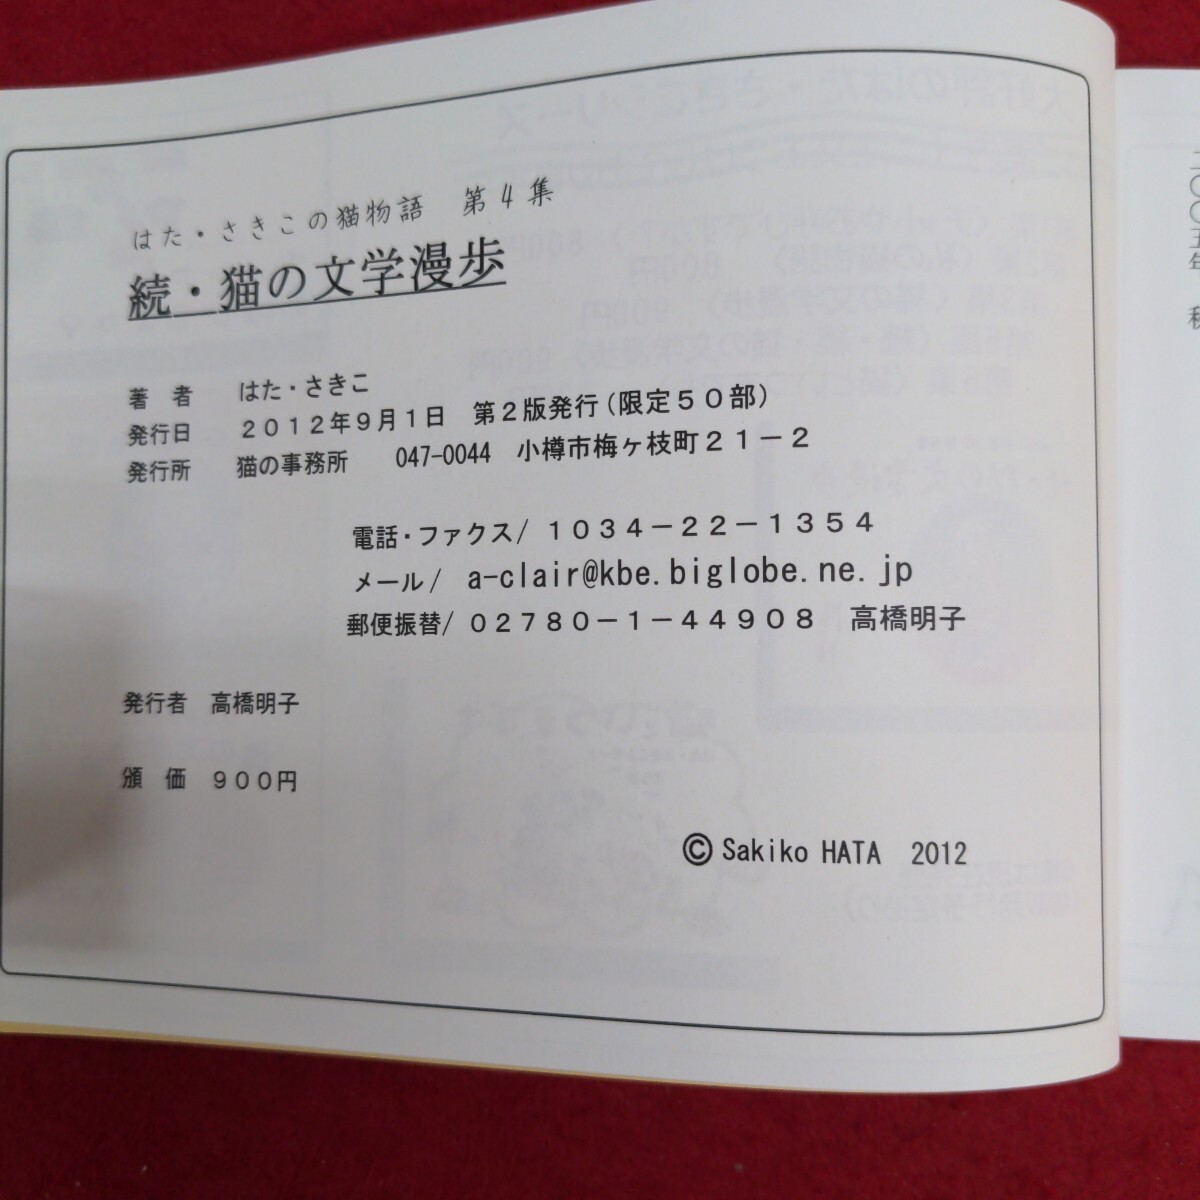 はた・さきこの猫物語　第4集
続・猫の文学漫歩
著　者　はた・さきこ
発行日　２０１２年９月１日　第２版発行（限定５０部）
発行所　猫の事務所　047-0044　小樽市梅ヶ枝町２１－２
電話・ファクス/　１０３４－２２－１３５４
メール/　a-clair@kbe.biglobe.ne.jp
郵便振替/　０２７８０－１－４４９０８　高橋明子
発行者　高橋明子
頒　価　９００円
© Sakiko HATA　2012
二〇〇五年